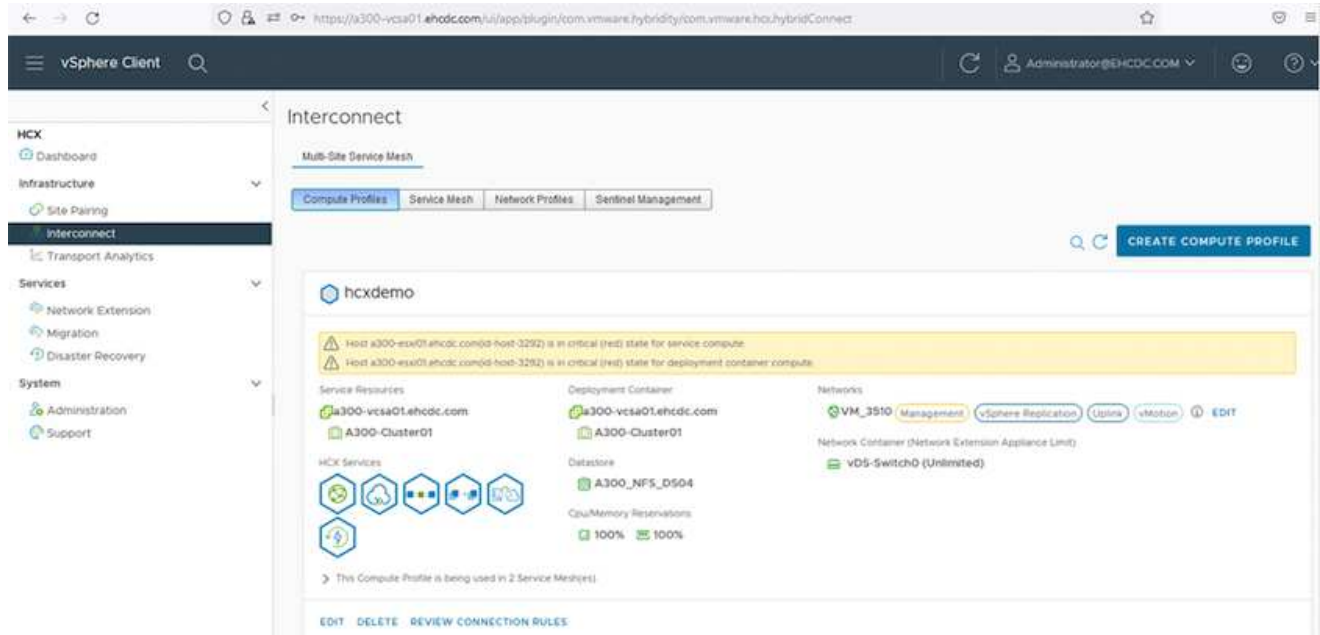 https://a300-vcsa01.ehcdc.com/ui/app/plugin/com.vmware.hybridity/com.vmware.hcx.hybridConnect
vSphere Client
Administrator@EHCDC.COM
Interconnect
HCX
Dashboard
Multi-Site Service Mesh
Infrastructure
Compute Profiles Service Mesh Network Profiles Sentinel Management
Site Pairing
Interconnect
CREATE COMPUTE PROFILE
Transport Analytics
Services
hcxdemo
Network Extension
Migration
Host a300-esxi01.ehcdc.com(id-host-3292) is in critical (red) state for service compute.
Disaster Recovery
Host a300-esxi01.ehcdc.com(id-host-3292) is in critical (red) state for deployment container compute.
System
Service Resources Deployment Container Networks
Administration
a300-vcsa01.ehcdc.com a300-vcsa01.ehcdc.com VM_3510 Management vSphere Replication Uplink vMotion EDIT
Support
A300-Cluster01 A300-Cluster01
Network Container (Network Extension Appliance Limit)
HCX Services Datastore vDS-Switch0 (Unlimited)
A300_NFS_DS04
Cpu/Memory Reservations
100% 100%
This Compute Profile is being used in 2 Service Mesh(es)
EDIT DELETE REVIEW CONNECTION RULES